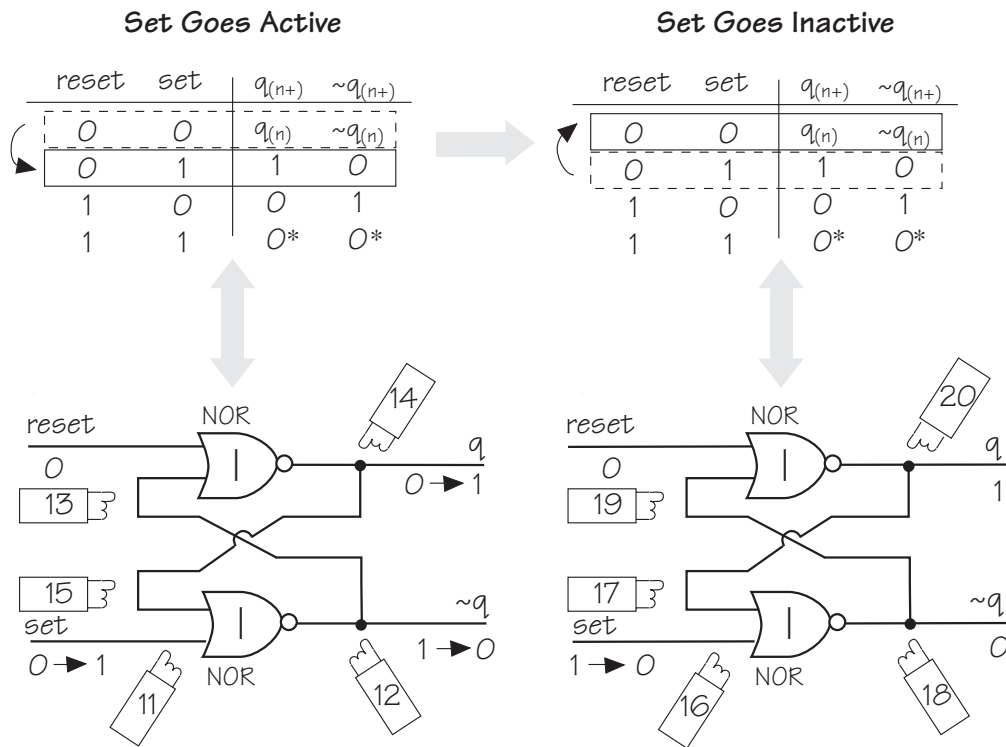 Set Goes Active
reset set q(n+) ~q(n+)
0 0 q(n) ~q(n)
0 1 1 0
1 0 0 1
1 1 0* 0*
Set Goes Inactive
reset set q(n+) ~q(n+)
0 0 q(n) ~q(n)
0 1 1 0
1 0 0 1
1 1 0* 0*
14
NOR
reset
q
0
0 → 1
13
|
15
set
~q
0 → 1
|
1 → 0
NOR
11
12
20
NOR
reset
q
0
1
19
|
17
set
~q
1 → 0
|
0
NOR
16
18